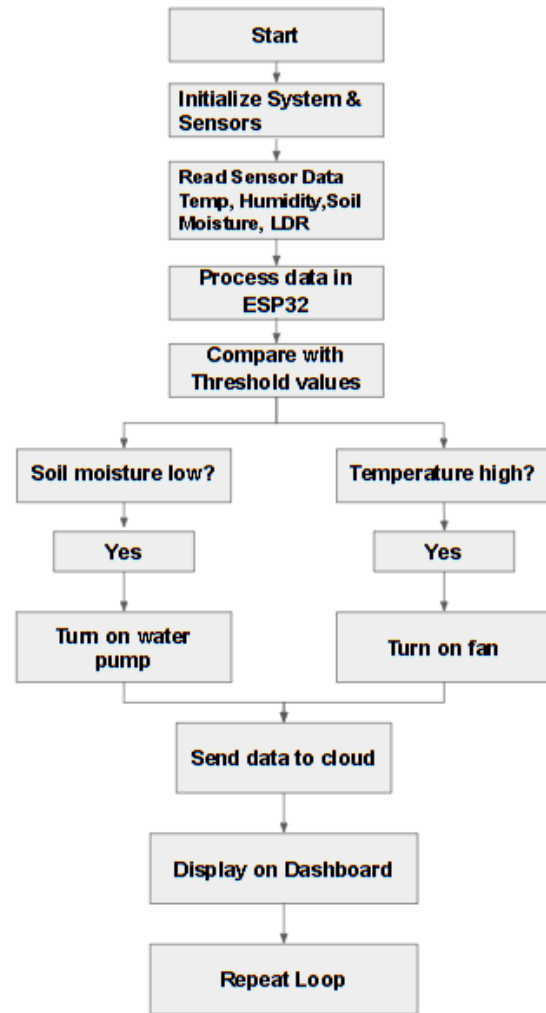 Start
Initialize System &
Sensors
Read Sensor Data
Temp, Humidity,Soil
Moisture, LDR
Process data in
ESP32
Compare with
Threshold values
Soil moisture low?
Temperature high?
Yes
Yes
Turn on water
pump
Turn on fan
Send data to cloud
Display on Dashboard
Repeat Loop